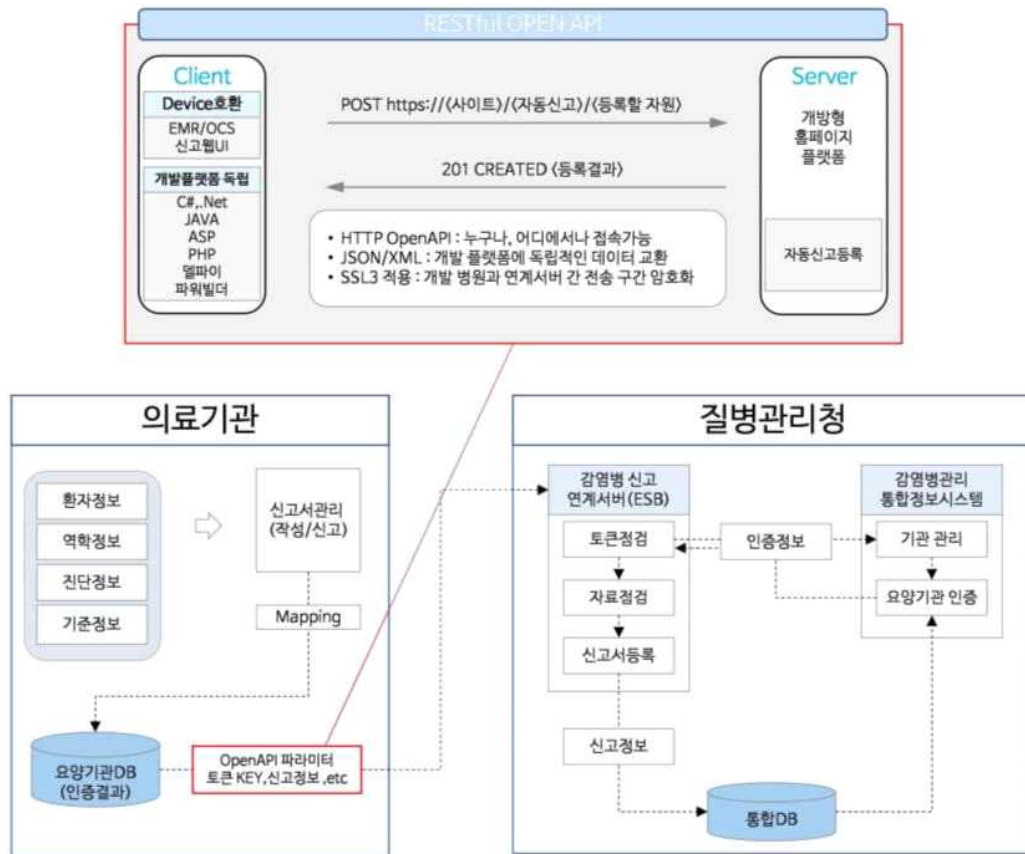 RESTful OPEN API
Client
Device호환
EMR/OCS
신고웹UI
개발플랫폼 독립
C#,.Net
JAVA
ASP
PHP
델파이
파워빌더
POST https://<사이트>/<자동신고>/<등록할 자원>
201 CREATED <등록결과>
• HTTP OpenAPI : 누구나, 어디에서나 접속가능
• JSON/XML : 개발 플랫폼에 독립적인 데이터 교환
• SSL3 적용 : 개발 병원과 연계서버 간 전송 구간 암호화
Server
개방형
홈페이지
플랫폼
자동신고등록
의료기관
환자정보
역학정보
진단정보
기준정보
신고서관리
(작성/신고)
Mapping
요양기관DB
(인증결과)
OpenAPI 파라미터
토큰 KEY,신고정보 ,etc
질병관리청
감염병 신고
연계서버(ESB)
토큰점검
자료점검
신고서등록
인증정보
감염병관리
통합정보시스템
기관 관리
요양기관 인증
신고정보
통합DB